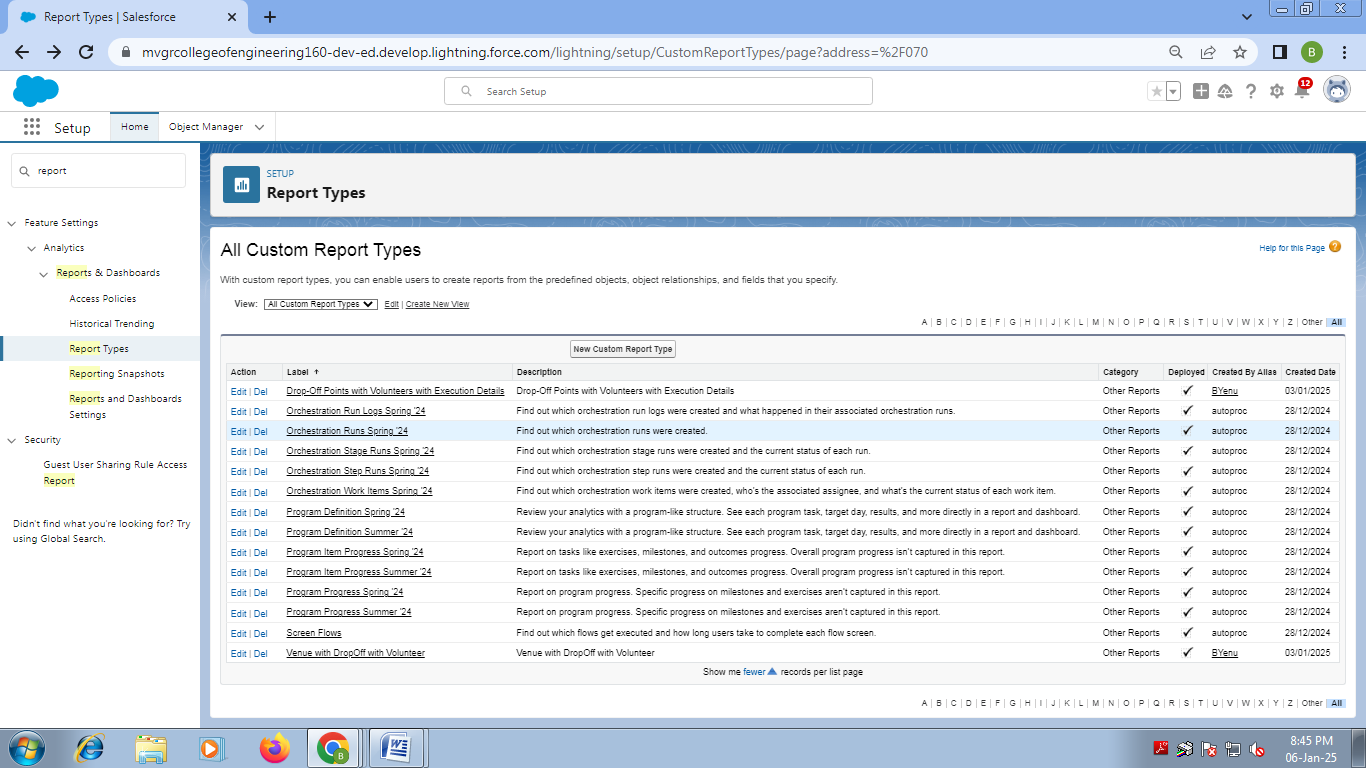 Report Types | Salesforce
mvgrcollegeofengineering160-dev-ed.develop.lightning.force.com/lightning/setup/CustomReportTypes/page?address=%2F070
B
Search Setup
12
Setup
Home
Object Manager
report
Feature Settings
Analytics
Reports & Dashboards
Access Policies
Historical Trending
Report Types
Reporting Snapshots
Reports and Dashboards
Settings
Security
Guest User Sharing Rule Access
Report
Didn't find what you're looking for? Try
using Global Search.
SETUP
Report Types
All Custom Report Types
Help for this Page ?
With custom report types, you can enable users to create reports from the predefined objects, object relationships, and fields that you specify.
View: All Custom Report Types Edit | Create New View
A | B | C | D | E | F | G | H | I | J | K | L | M | N | O | P | Q | R | S | T | U | V | W | X | Y | Z | Other | All
New Custom Report Type
Action Label Description Category Deployed Created By Alias Created Date
Edit | Del Drop-Off Points with Volunteers with Execution Details Drop-Off Points with Volunteers with Execution Details Other Reports ✓ BYenu 03/01/2025
Edit | Del Orchestration Run Logs Spring '24 Find out which orchestration run logs were created and what happened in their associated orchestration runs. Other Reports ✓ autoproc 28/12/2024
Edit | Del Orchestration Runs Spring '24 Find out which orchestration runs were created. Other Reports ✓ autoproc 28/12/2024
Edit | Del Orchestration Stage Runs Spring '24 Find out which orchestration stage runs were created and the current status of each run. Other Reports ✓ autoproc 28/12/2024
Edit | Del Orchestration Step Runs Spring '24 Find out which orchestration step runs were created and the current status of each run. Other Reports ✓ autoproc 28/12/2024
Edit | Del Orchestration Work Items Spring '24 Find out which orchestration work items were created, who's the associated assignee, and what's the current status of each work item. Other Reports ✓ autoproc 28/12/2024
Edit | Del Program Definition Spring '24 Review your analytics with a program-like structure. See each program task, target day, results, and more directly in a report and dashboard. Other Reports ✓ autoproc 28/12/2024
Edit | Del Program Definition Summer '24 Review your analytics with a program-like structure. See each program task, target day, results, and more directly in a report and dashboard. Other Reports ✓ autoproc 28/12/2024
Edit | Del Program Item Progress Spring '24 Report on tasks like exercises, milestones, and outcomes progress. Overall program progress isn't captured in this report. Other Reports ✓ autoproc 28/12/2024
Edit | Del Program Item Progress Summer '24 Report on tasks like exercises, milestones, and outcomes progress. Overall program progress isn't captured in this report. Other Reports ✓ autoproc 28/12/2024
Edit | Del Program Progress Spring '24 Report on program progress. Specific progress on milestones and exercises aren't captured in this report. Other Reports ✓ autoproc 28/12/2024
Edit | Del Program Progress Summer '24 Report on program progress. Specific progress on milestones and exercises aren't captured in this report. Other Reports ✓ autoproc 28/12/2024
Edit | Del Screen Flows Find out which flows get executed and how long users take to complete each flow screen. Other Reports ✓ autoproc 28/12/2024
Edit | Del Venue with DropOff with Volunteer Venue with DropOff with Volunteer Other Reports ✓ BYenu 03/01/2025
Show me fewer records per list page
A | B | C | D | E | F | G | H | I | J | K | L | M | N | O | P | Q | R | S | T | U | V | W | X | Y | Z | Other | All
B
8:45 PM
06-Jan-25